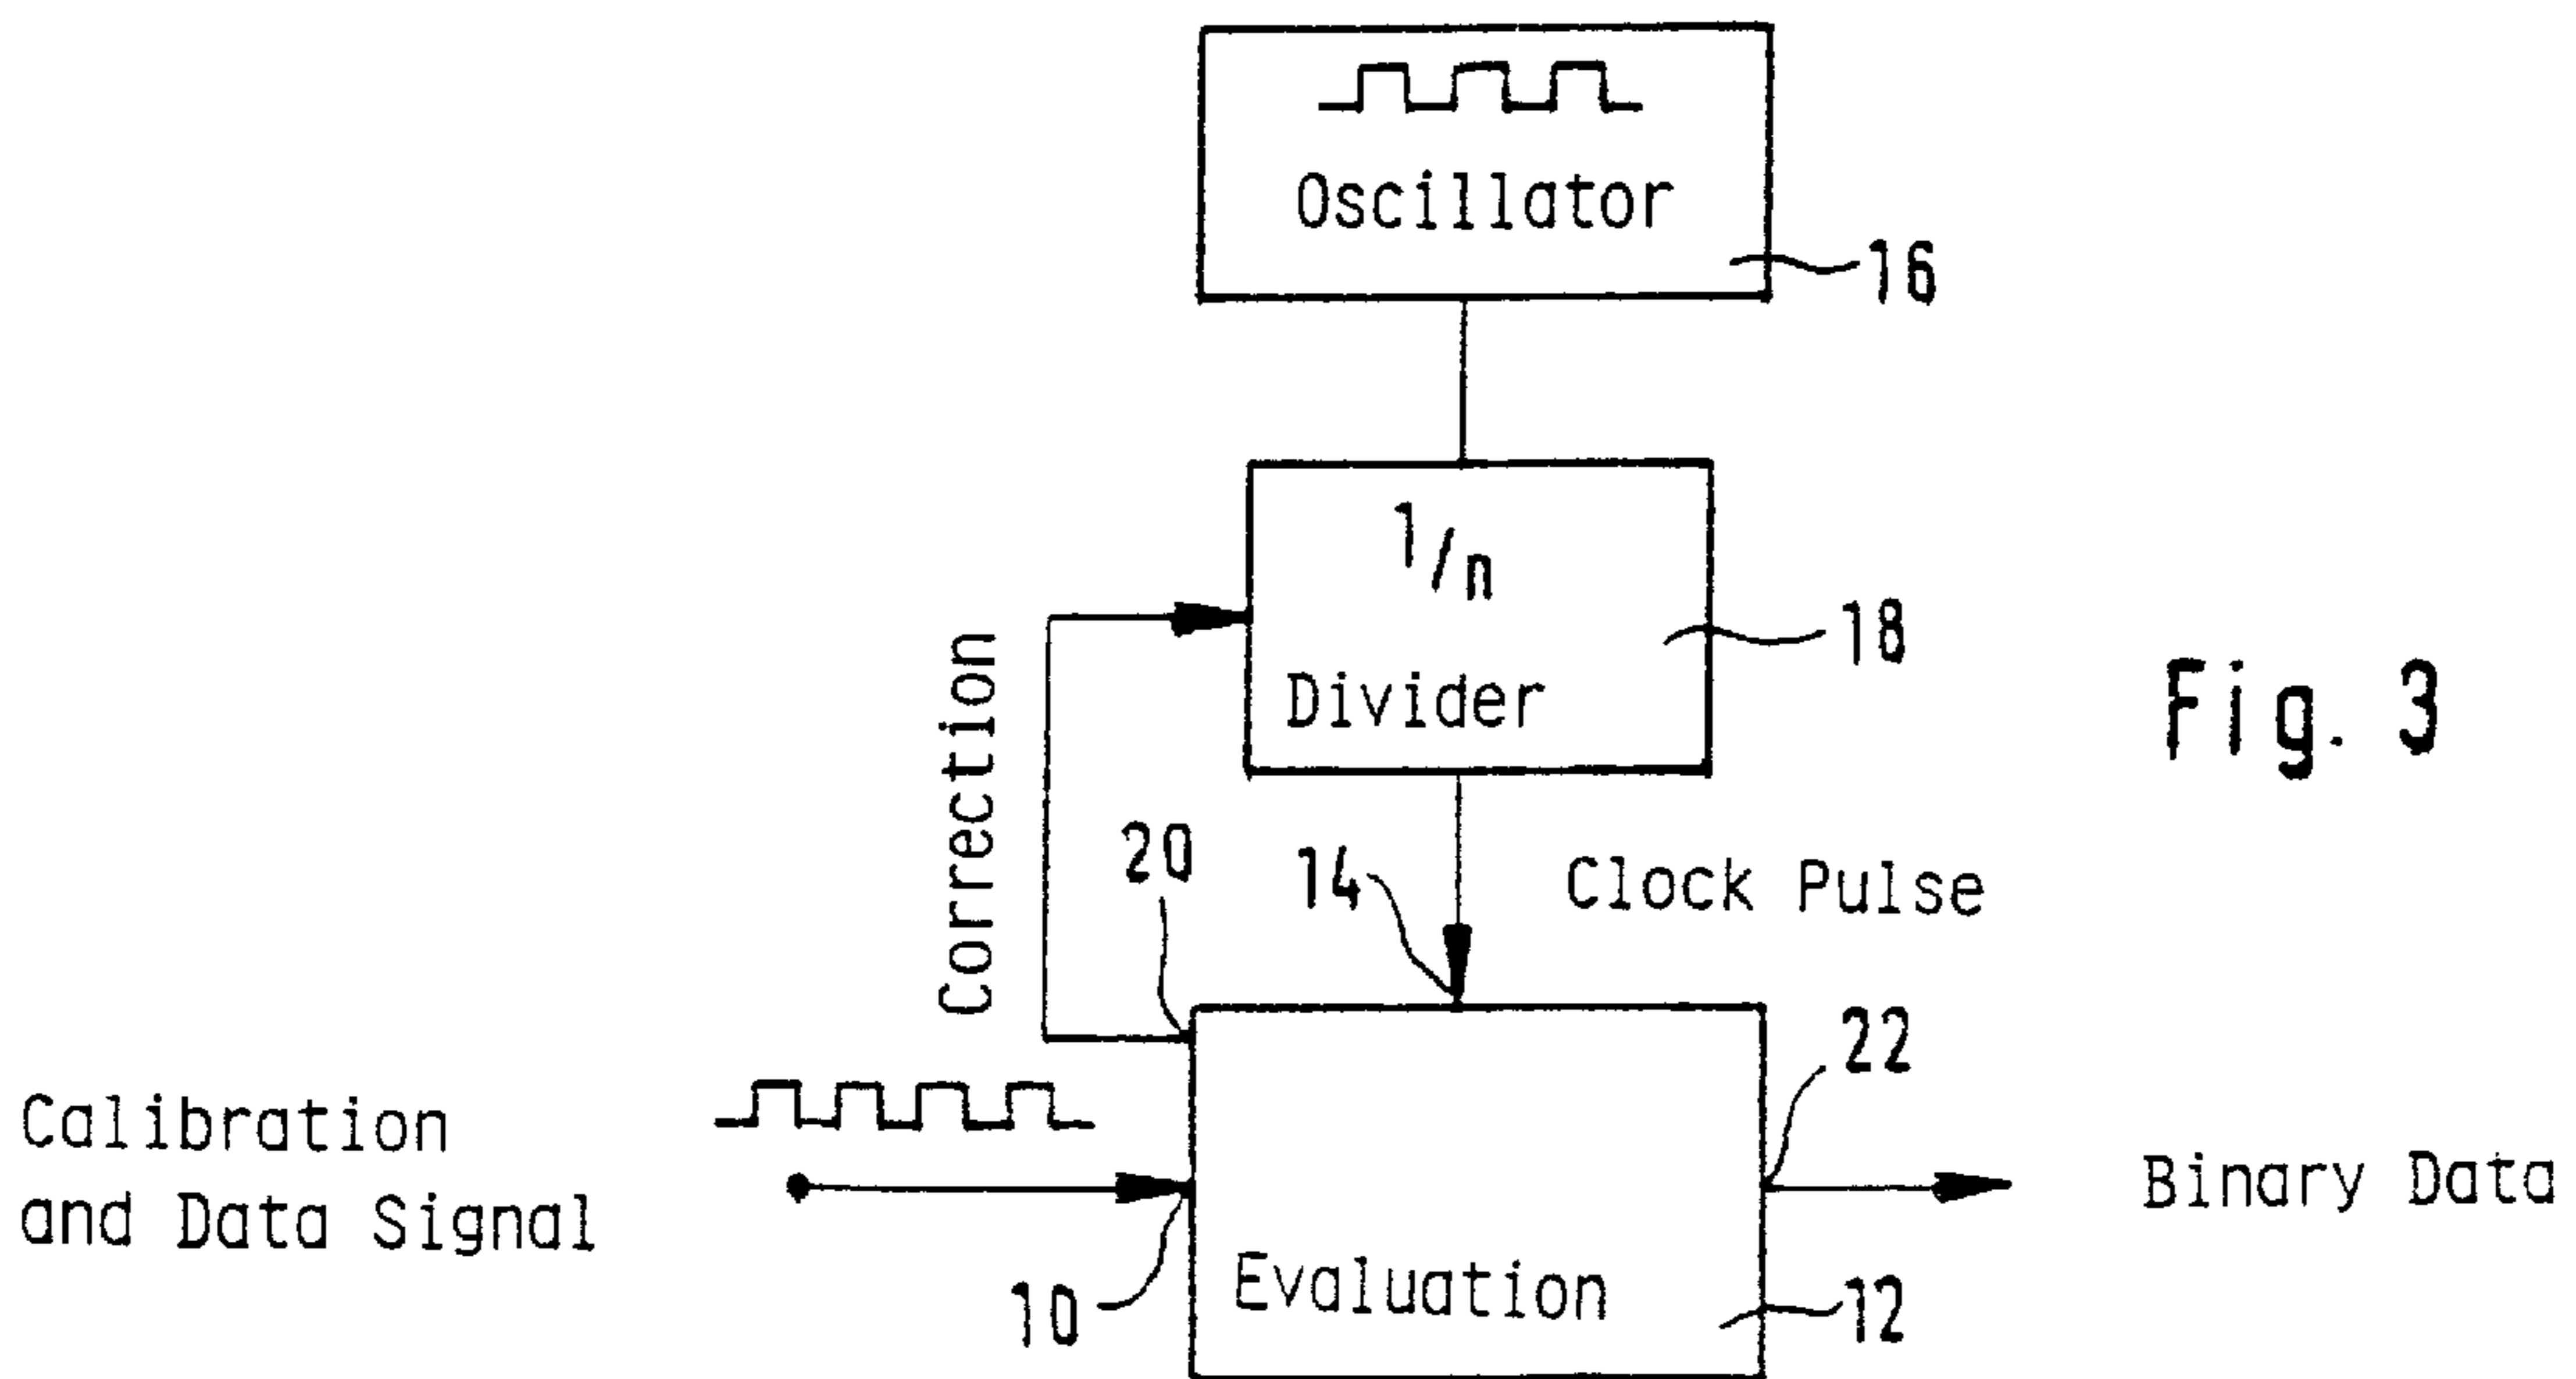 Oscillator
16
1/n
18
Divider
Fig. 3
Correction
20
14
Clock Pulse
22
Calibration
and Data Signal
Binary Data
10
Evaluation
12